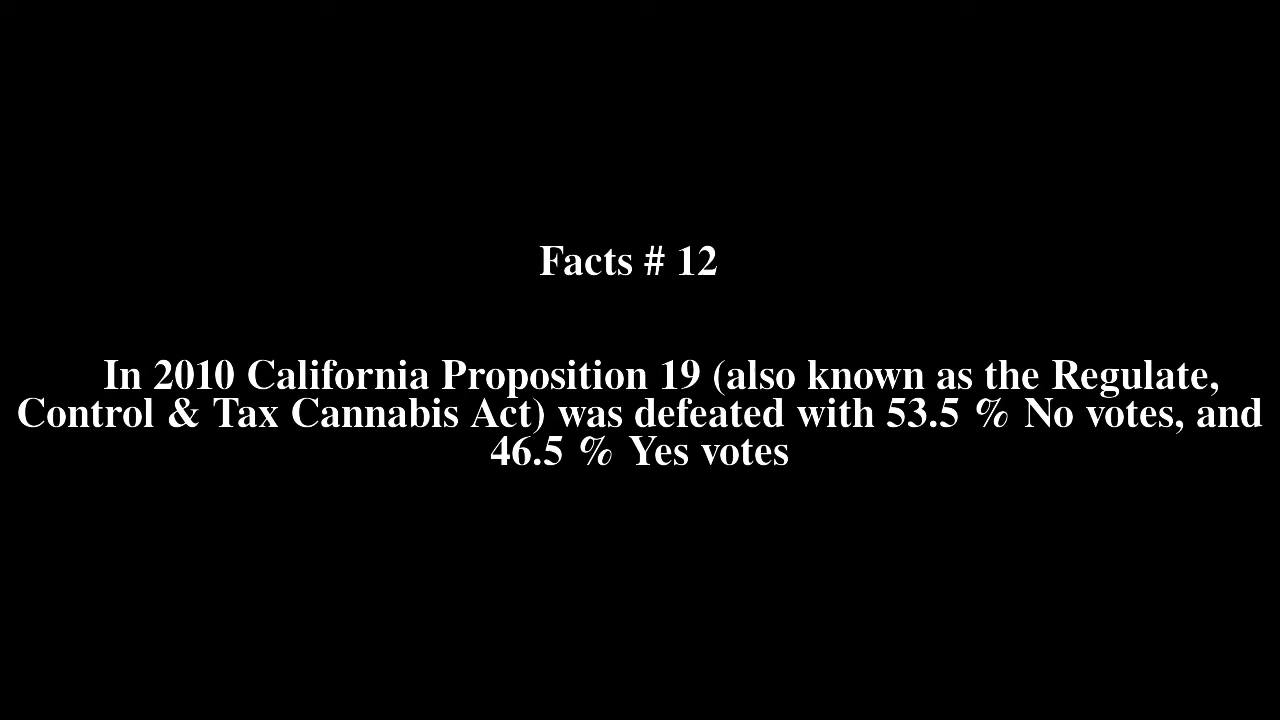 Facts # 12
In 2010 California Proposition 19 (also known as the Regulate,
Control & Tax Cannabis Act) was defeated with 53.5 % No votes, and
46.5 % Yes votes